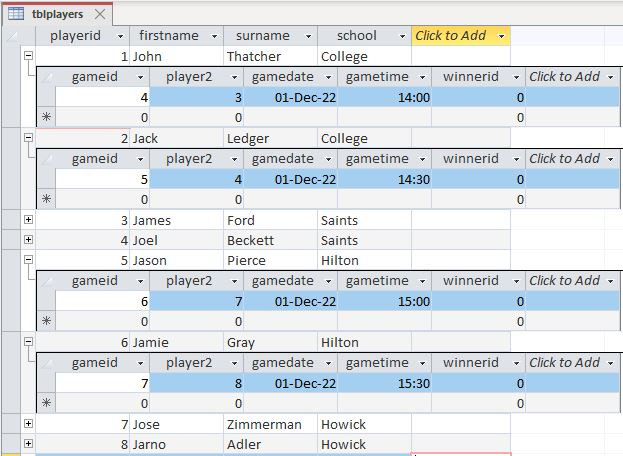 tblplayers
playerid firstname surname school Click to Add
1 John Thatcher College
gameid player2 gamedate gametime winnerid Click to Add
4 3 01-Dec-22 14:00 0
0 0 0
2 Jack Ledger College
gameid player2 gamedate gametime winnerid Click to Add
5 4 01-Dec-22 14:30 0
0 0 0
3 James Ford Saints
4 Joel Beckett Saints
5 Jason Pierce Hilton
gameid player2 gamedate gametime winnerid Click to Add
6 7 01-Dec-22 15:00 0
0 0 0
6 Jamie Gray Hilton
gameid player2 gamedate gametime winnerid Click to Add
7 8 01-Dec-22 15:30 0
0 0 0
7 Jose Zimmerman Howick
8 Jarno Adler Howick